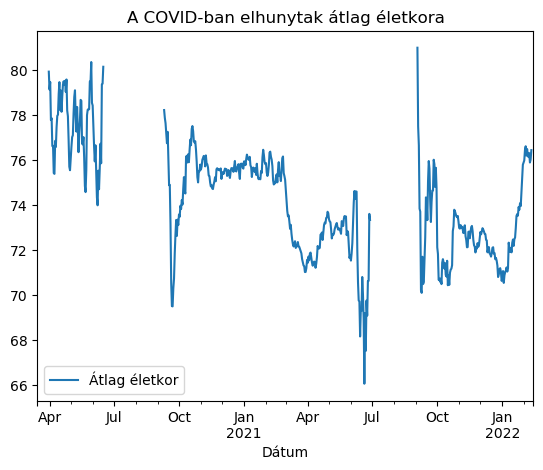 A COVID-ban elhunytak átlag életkora
80
78
76
74
72
70
68
66
Átlag életkor
Apr Jul Oct Jan Apr Jul Oct Jan
2021 2022
Dátum